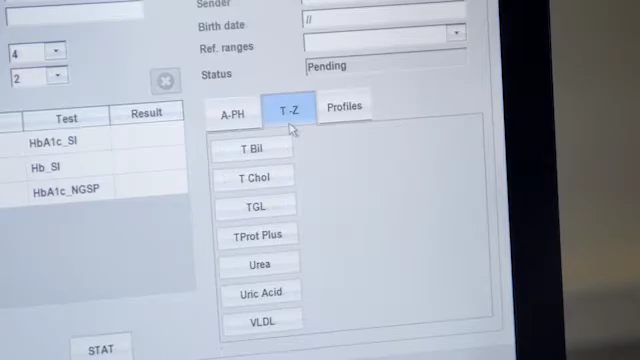 Sender
Birth date
//
Ref. ranges
4
2
Status
Pending
Test
Result
HbA1c_SI
Hb_SI
HbA1c_NGSP
A-PH
T -Z
Profiles
T Bil
T Chol
TGL
TProt Plus
Urea
Uric Acid
VLDL
STAT